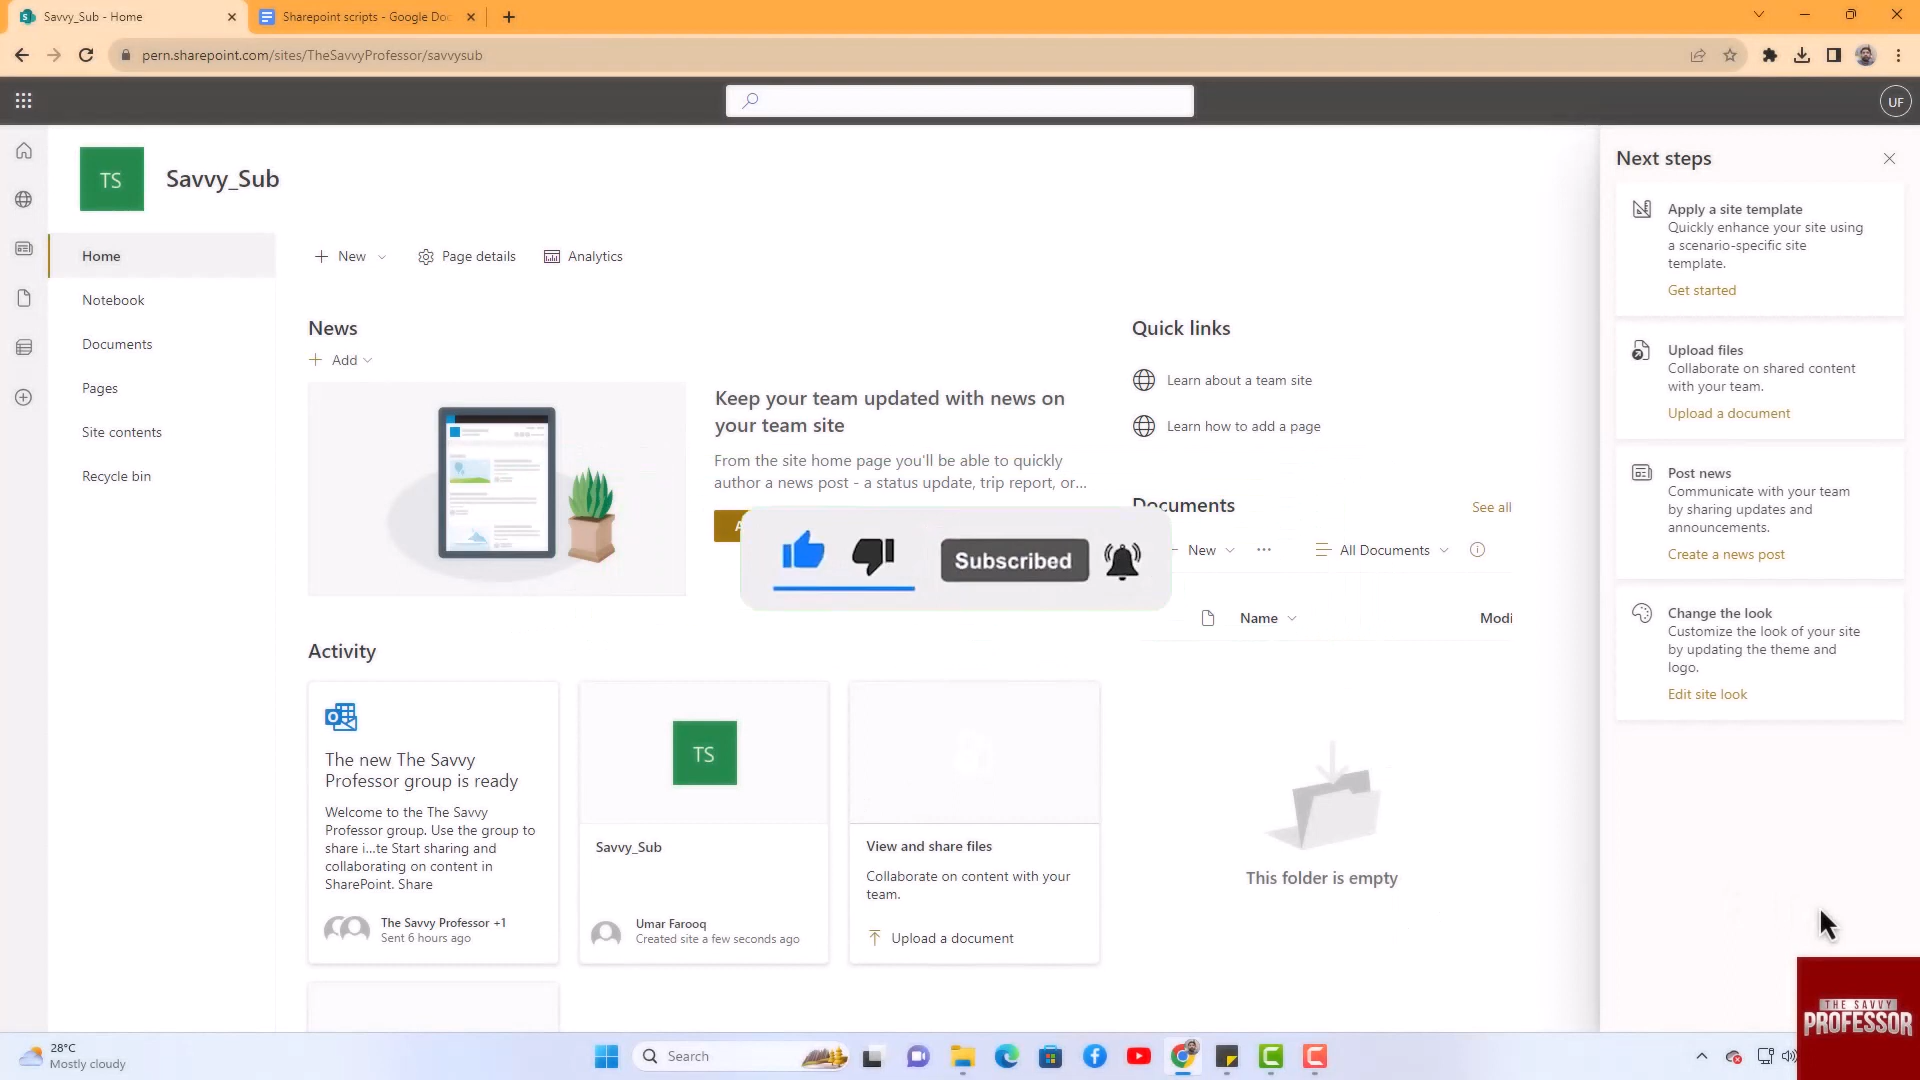 Savvy_Sub - Home
Sharepoint scripts - Google Doc
pern.sharepoint.com/sites/TheSavvyProfessor/savvysub
UF
TS
Savvy_Sub
Home
Notebook
Documents
Pages
Site contents
Recycle bin
New
Page details
Analytics
News
Add
Keep your team updated with news on
your team site
From the site home page you'll be able to quickly
author a news post - a status update, trip report, or...
Quick links
Learn about a team site
Learn how to add a page
Documents
See all
New
All Documents
Name
Modi
This folder is empty
Subscribed
Activity
The new The Savvy
Professor group is ready
Welcome to the The Savvy
Professor group. Use the group to
share i...te Start sharing and
collaborating on content in
SharePoint. Share
The Savvy Professor +1
Sent 6 hours ago
TS
Savvy_Sub
Umar Farooq
Created site a few seconds ago
View and share files
Collaborate on content with your
team.
Upload a document
Next steps
Apply a site template
Quickly enhance your site using
a scenario-specific site
template.
Get started
Upload files
Collaborate on shared content
with your team.
Upload a document
Post news
Communicate with your team
by sharing updates and
announcements.
Create a news post
Change the look
Customize the look of your site
by updating the theme and
logo.
Edit site look
THE SAVVY
PROFESSOR
28°C
Mostly cloudy
Search